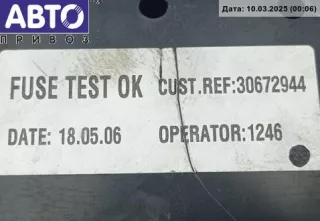 АВТО
ПРИВОЗ
Дата: 10.03.2025 (00:06)
FUSE TEST OK CUST.REF:30672944
DATE: 18.05.06 OPERATOR:1246